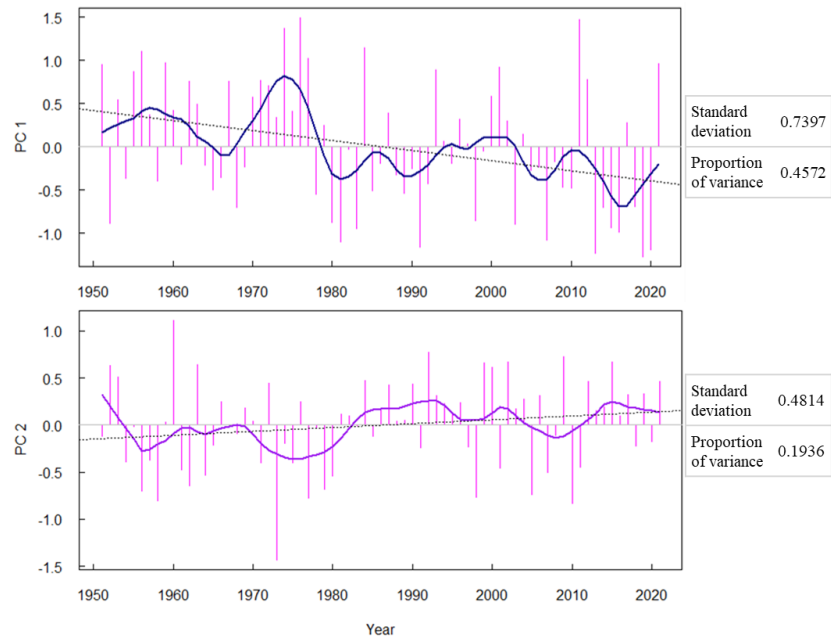 1.5
1.0
0.5
0.0
-0.5
-1.0
PC 1
1950 1960 1970 1980 1990 2000 2010 2020
Standard
deviation 0.7397
Proportion
of variance 0.4572
1.0
0.5
0.0
-0.5
-1.0
-1.5
PC 2
1950 1960 1970 1980 1990 2000 2010 2020
Year
Standard
deviation 0.4814
Proportion
of variance 0.1936